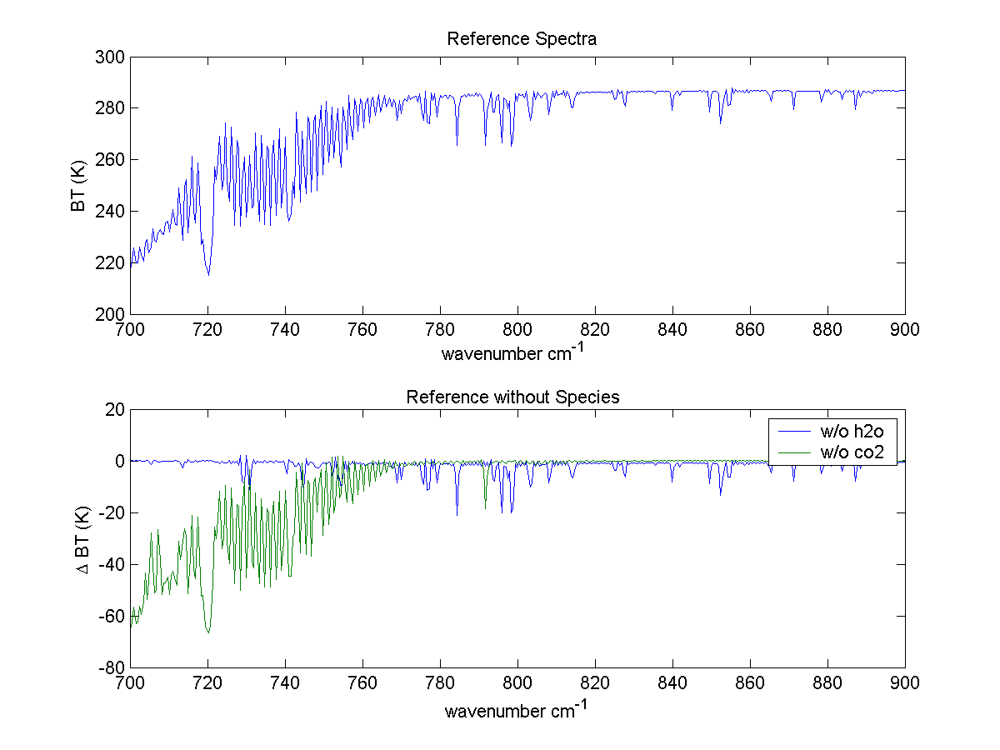 Reference Spectra
300
280
260
240
220
200
BT (K)
700 720 740 760 780 800 820 840 860 880 900
wavenumber cm-1
Reference without Species
20
0
-20
-40
-60
-80
Δ BT (K)
w/o h2o
w/o co2
700 720 740 760 780 800 820 840 860 880 900
wavenumber cm-1